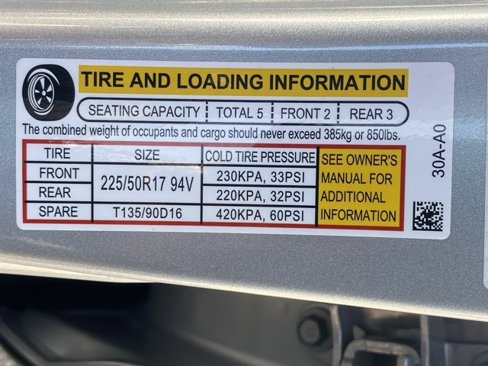 TIRE AND LOADING INFORMATION
SEATING CAPACITY TOTAL 5 FRONT 2 REAR 3
The combined weight of occupants and cargo should never exceed 385kg or 850lbs.
TIRE SIZE COLD TIRE PRESSURE
FRONT 225/50R17 94V 230KPA, 33PSI
REAR 220KPA, 32PSI
SPARE T135/90D16 420KPA, 60PSI
SEE OWNER'S
MANUAL FOR
ADDITIONAL
INFORMATION
30A-A0